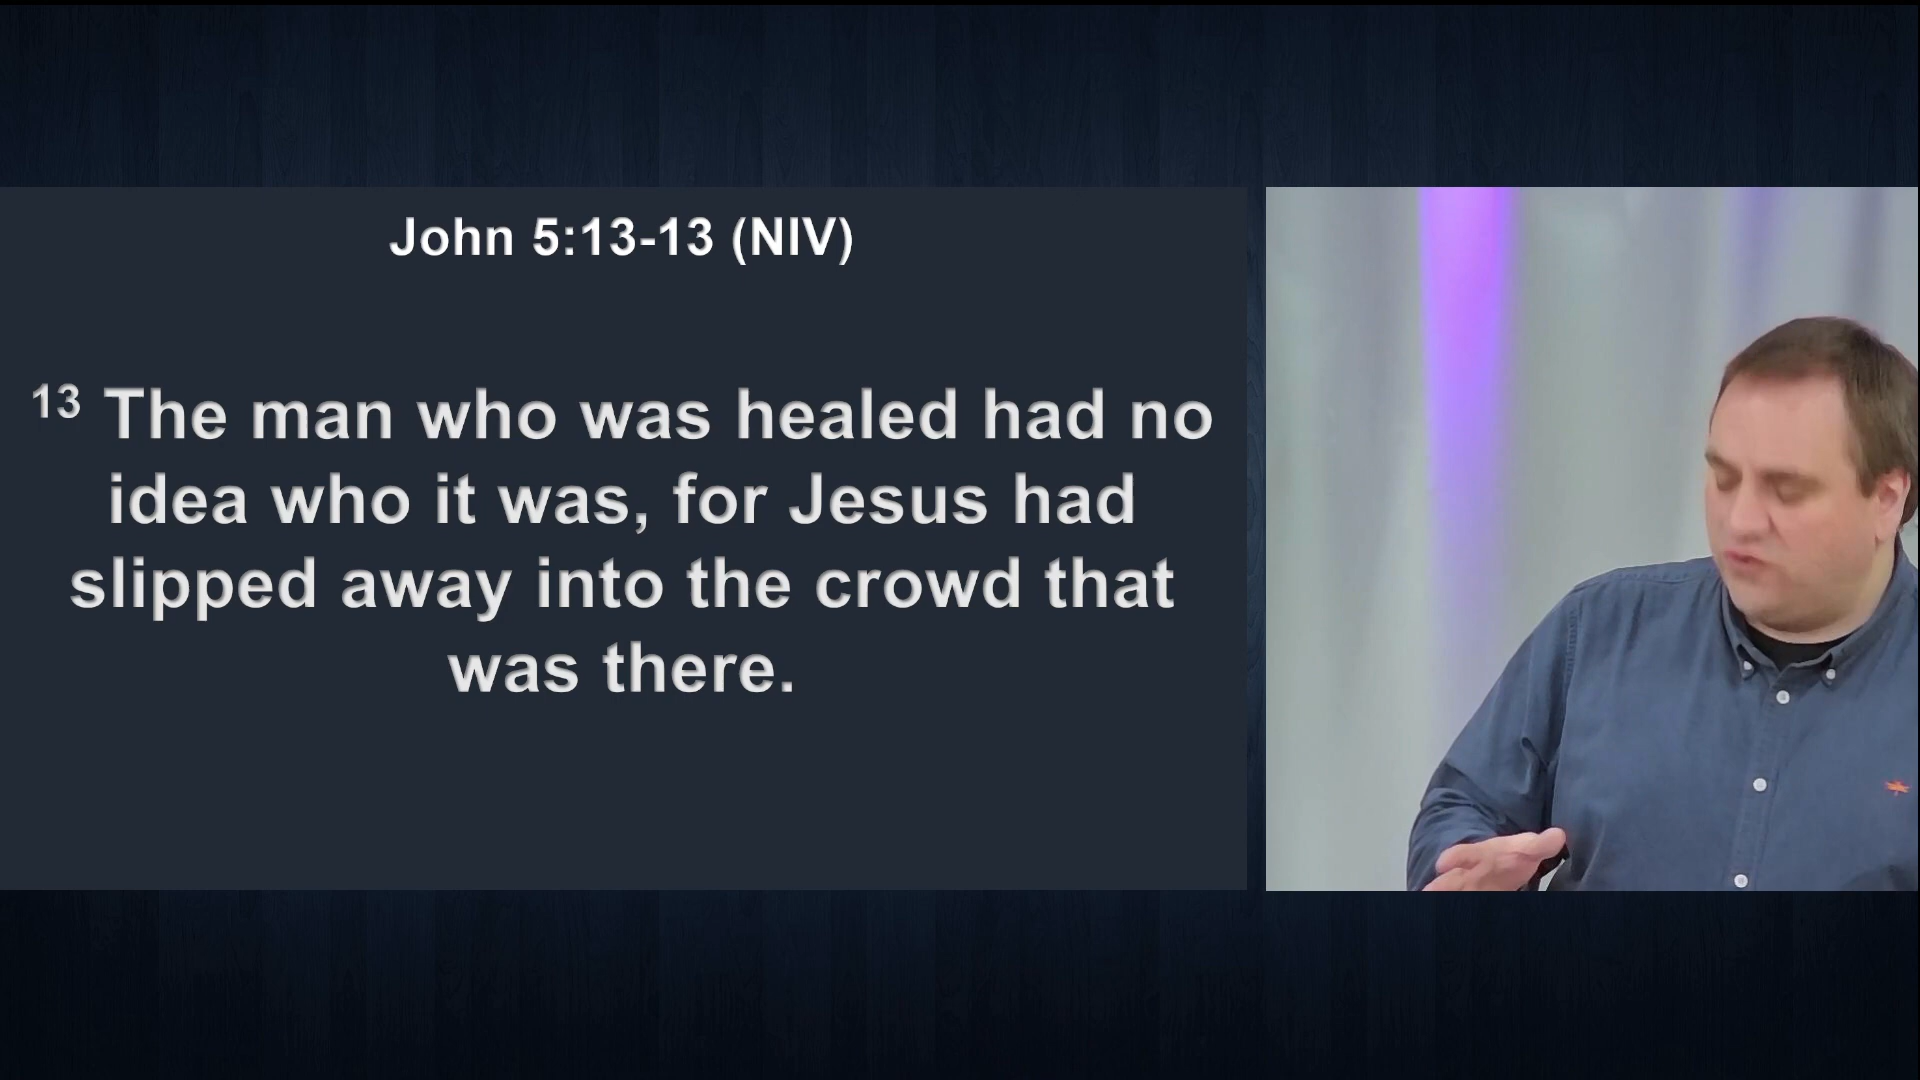 John 5:13-13 (NIV)
13 The man who was healed had no
idea who it was, for Jesus had
slipped away into the crowd that
was there.